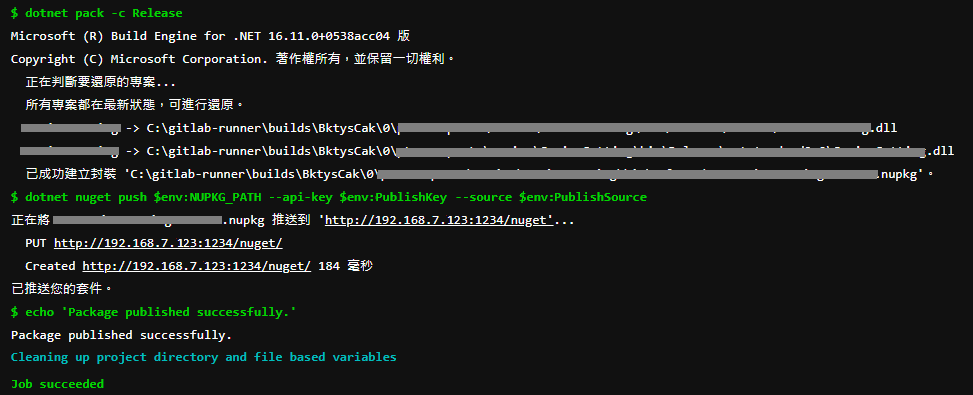 $ dotnet pack -c Release
Microsoft (R) Build Engine for .NET 16.11.0+0538acc04 版
Copyright (C) Microsoft Corporation. 著作權所有，並保留一切權利。
正在判斷要還原的專案...
所有專案都在最新狀態，可進行還原。
-> C:\gitlab-runner\builds\BktysCak\0\ .dll
-> C:\gitlab-runner\builds\BktysCak\0\ .dll
已成功建立封裝 'C:\gitlab-runner\builds\BktysCak\0\ .nupkg'。
$ dotnet nuget push $env:NUPKG_PATH --api-key $env:PublishKey --source $env:PublishSource
正在將 .nupkg 推送到 'http://192.168.7.123:1234/nuget'...
PUT http://192.168.7.123:1234/nuget/
Created http://192.168.7.123:1234/nuget/ 184 毫秒
已推送您的套件。
$ echo 'Package published successfully.'
Package published successfully.
Cleaning up project directory and file based variables
Job succeeded